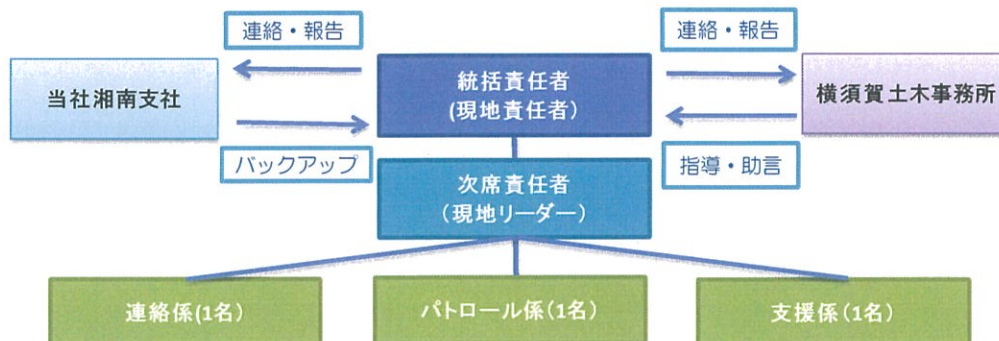 連絡・報告
連絡・報告
当社湘南支社
統括責任者
(現地責任者)
横須賀土木事務所
バックアップ
指導・助言
次席責任者
(現地リーダー)
連絡係(1名)
パトロール係(1名)
支援係(1名)